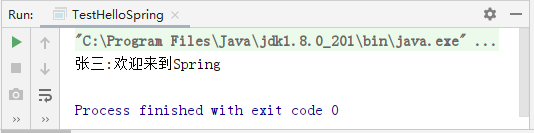 Run: TestHelloSpring
"C:\Program Files\Java\jdk1.8.0_201\bin\java.exe" ...
张三:欢迎来到Spring
Process finished with exit code 0